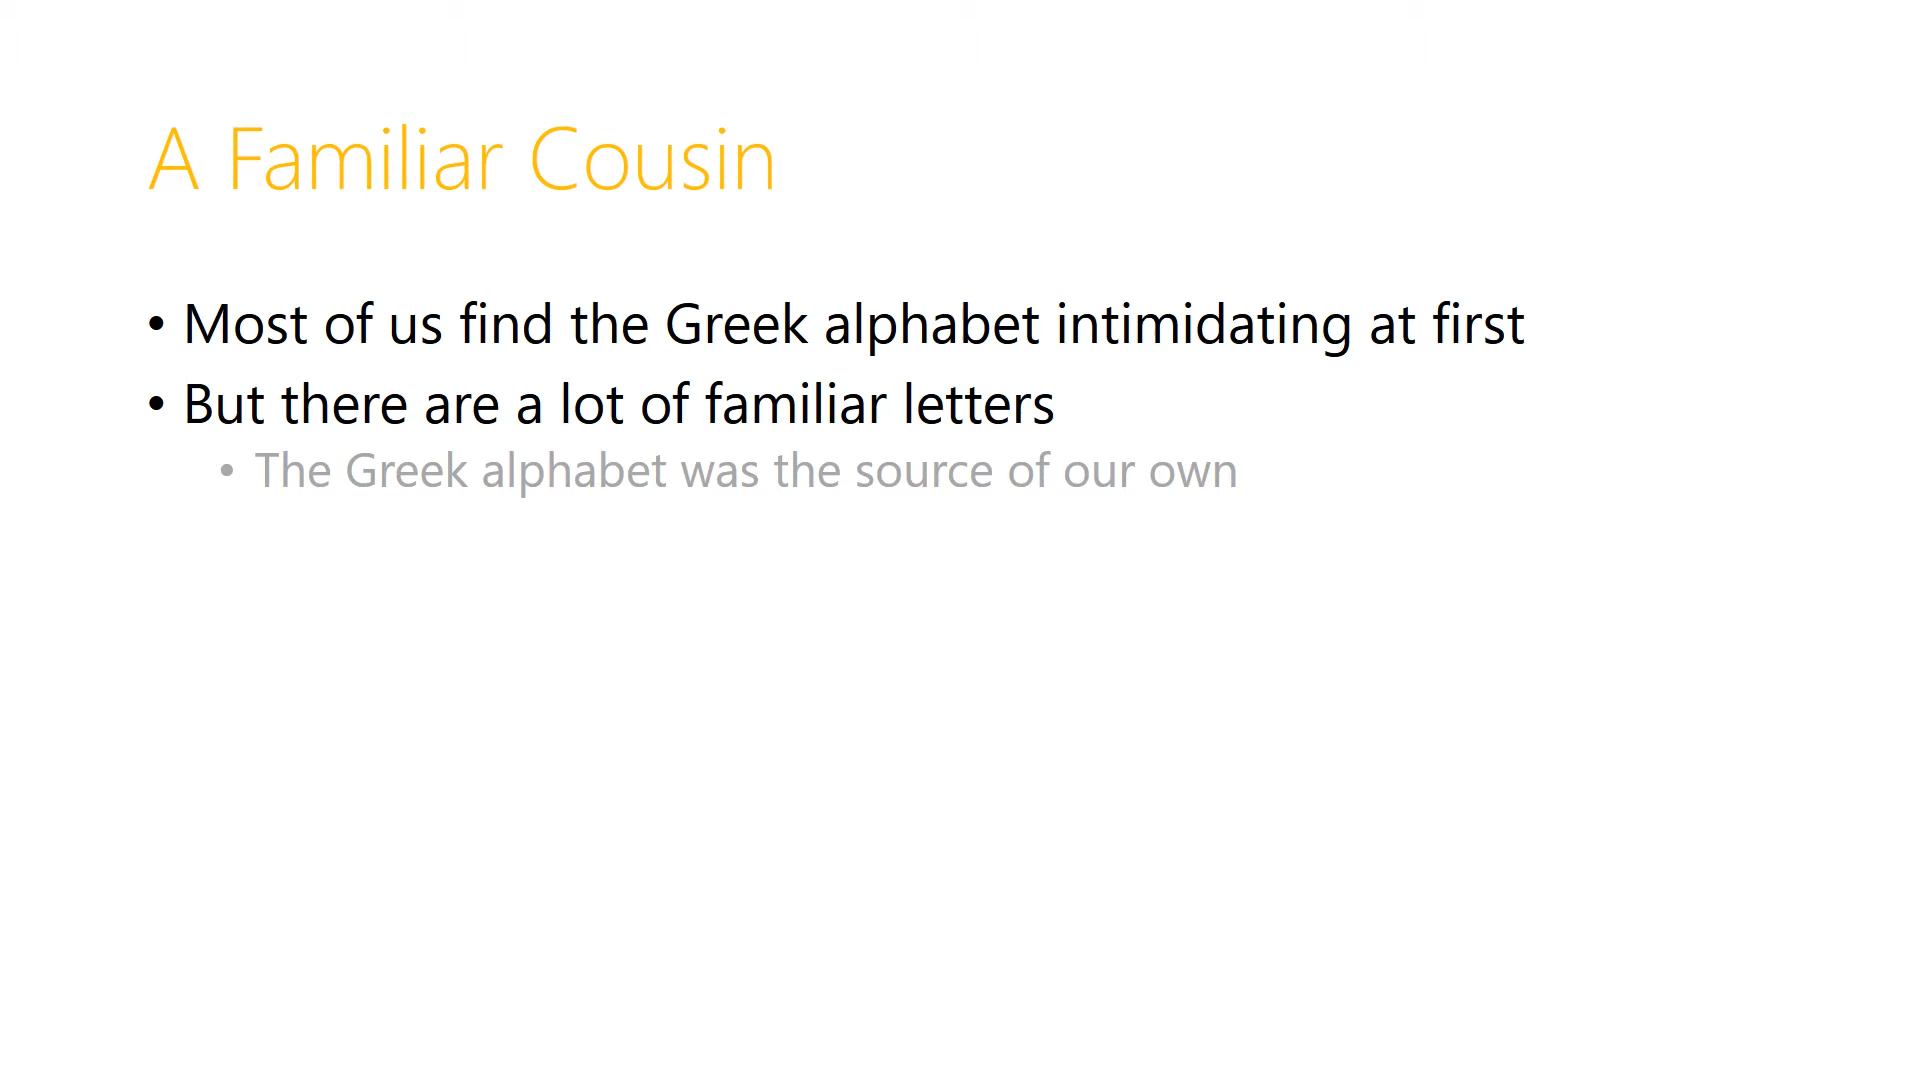 A Familiar Cousin
• Most of us find the Greek alphabet intimidating at first
• But there are a lot of familiar letters
• The Greek alphabet was the source of our own